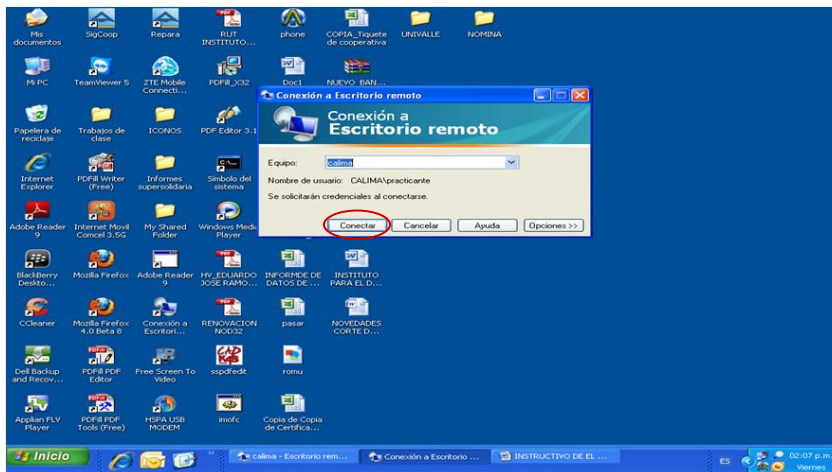 Mis documentos
SigCoop
Repara
RUT INSTITUTO...
phone
COPIA_Tiquete de cooperativa
UNIVALLE
NOMINA
Mi PC
TeamViewer 5
ZTE Mobile Connecti...
PDFill_X32
Doc1
NUEVO BAN...
Papelera de reciclaje
Trabajos de clase
ICONOS
PDF Editor 3.1
Internet Explorer
PDFill Writer (Free)
Informes supersolidaria
Símbolo del sistema
Adobe Reader 9
Internet Movil Comcel 3.5G
My Shared Folder
Windows Media Player
Conexión a Escritorio remoto
Conexión a
Escritorio remoto
Equipo:
calima
Nombre de usuario: CALIMA\practicante
Se solicitarán credenciales al conectarse.
Conectar
Cancelar
Ayuda
Opciones >>
BlackBerry Deskto...
Mozilla Firefox
Adobe Reader 9
HV_EDUARDO JOSE RAMO...
INFORMDE DE DATOS DE ...
INSTITUTO PARA EL D...
CCleaner
Mozilla Firefox 4.0 Beta 8
Conexión a Escritori...
RENOVACION NOD32
pasar
NOVEDADES CORTE D...
Dell Backup and Recov...
PDFill PDF Editor
Free Screen To Video
sspdfedit
romu
Applian FLV Player
PDFill PDF Tools (Free)
HSPA USB MODEM
imofc
Copia de Copia de Certifica...
Inicio
calima - Escritorio rem...
Conexión a Escritorio ...
INSTRUCTIVO DE EL ...
ES
02:07 p.m.
Viernes